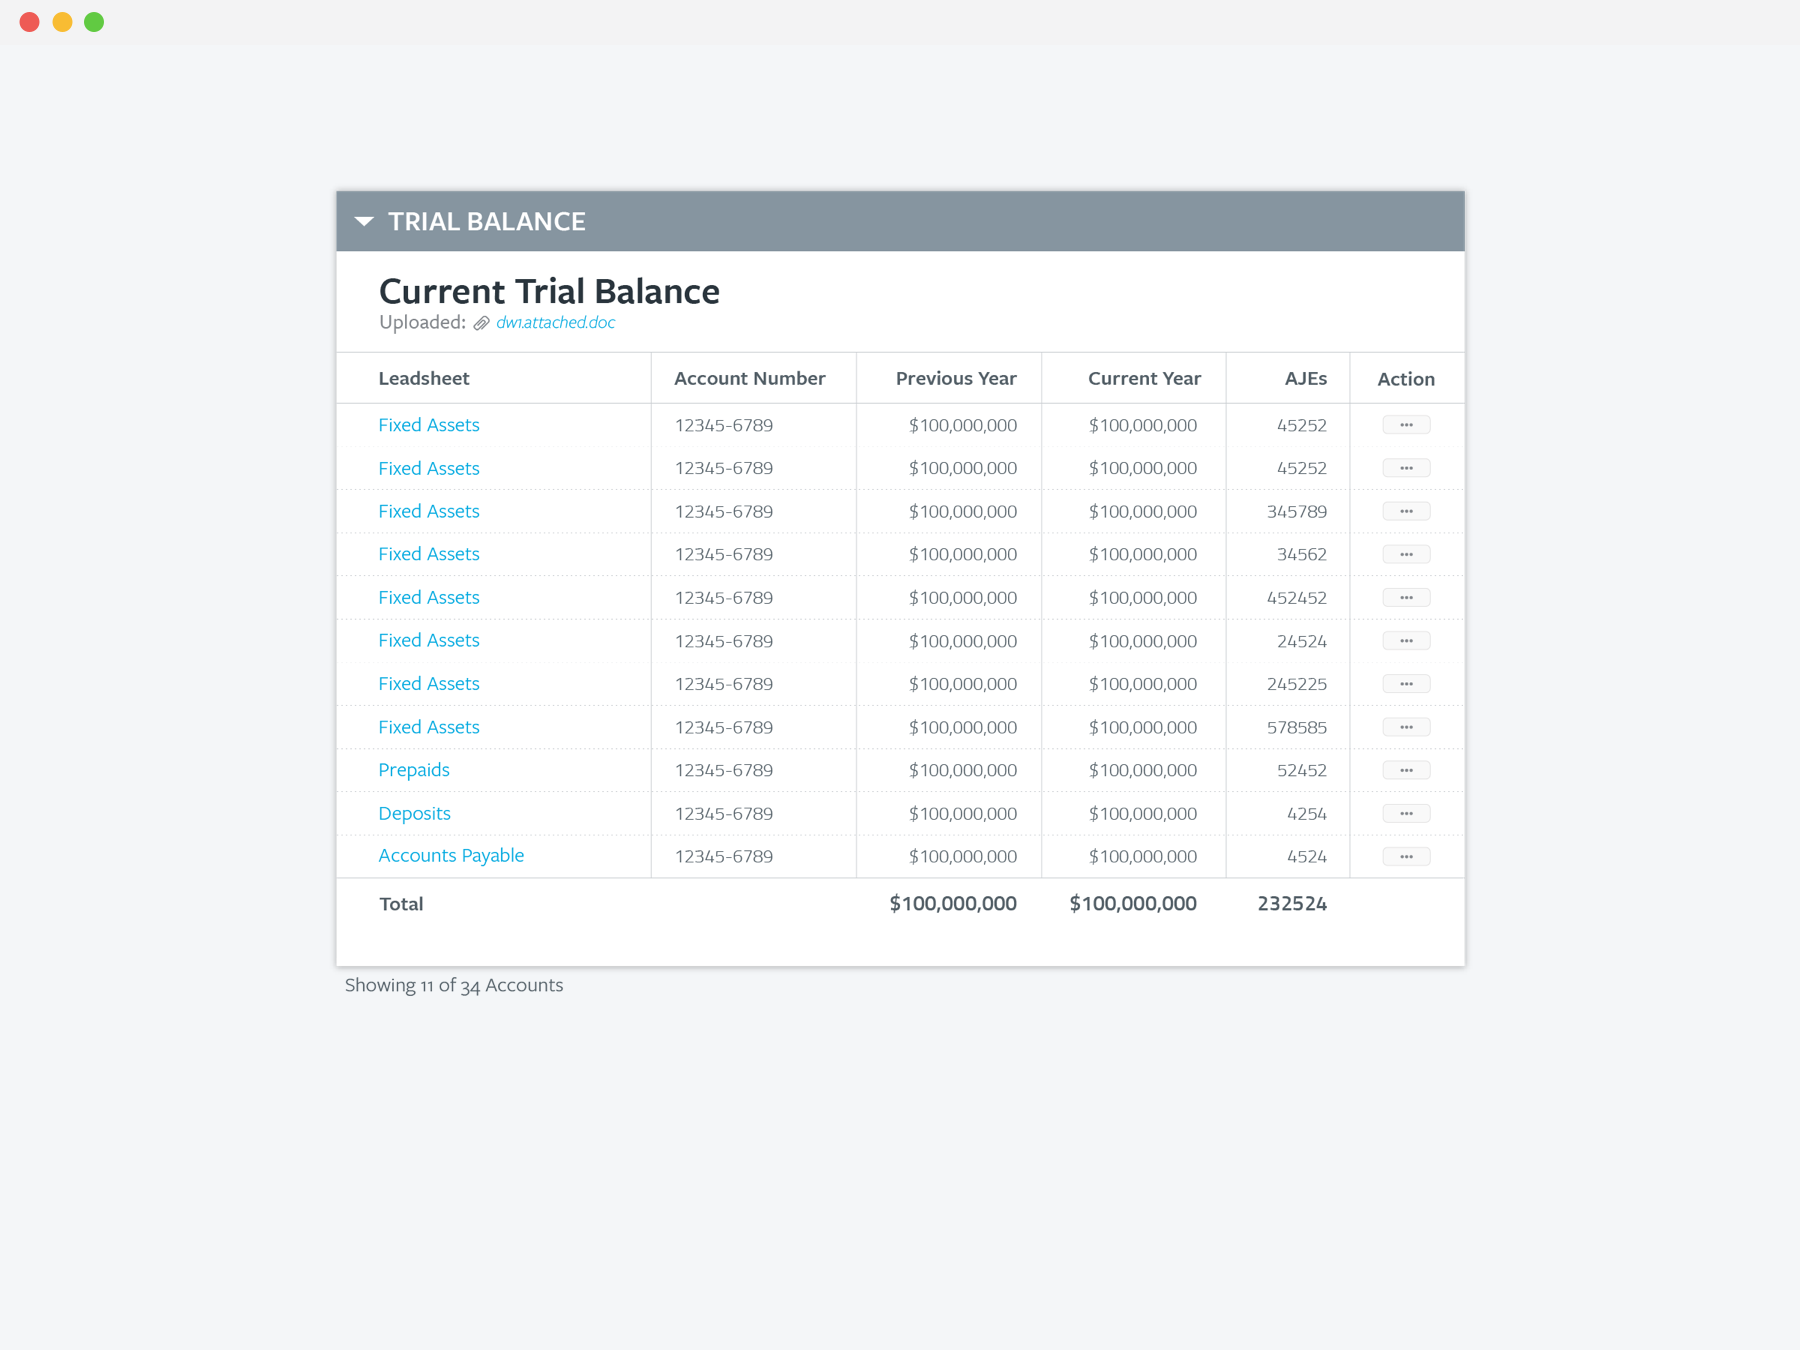 TRIAL BALANCE
Current Trial Balance
Uploaded: dw1.attached.doc
Leadsheet Account Number Previous Year Current Year AJEs Action
Fixed Assets 12345-6789 $100,000,000 $100,000,000 45252
Fixed Assets 12345-6789 $100,000,000 $100,000,000 45252
Fixed Assets 12345-6789 $100,000,000 $100,000,000 345789
Fixed Assets 12345-6789 $100,000,000 $100,000,000 34562
Fixed Assets 12345-6789 $100,000,000 $100,000,000 452452
Fixed Assets 12345-6789 $100,000,000 $100,000,000 24524
Fixed Assets 12345-6789 $100,000,000 $100,000,000 245225
Fixed Assets 12345-6789 $100,000,000 $100,000,000 578585
Prepaids 12345-6789 $100,000,000 $100,000,000 52452
Deposits 12345-6789 $100,000,000 $100,000,000 4254
Accounts Payable 12345-6789 $100,000,000 $100,000,000 4524
Total $100,000,000 $100,000,000 232524
Showing 11 of 34 Accounts